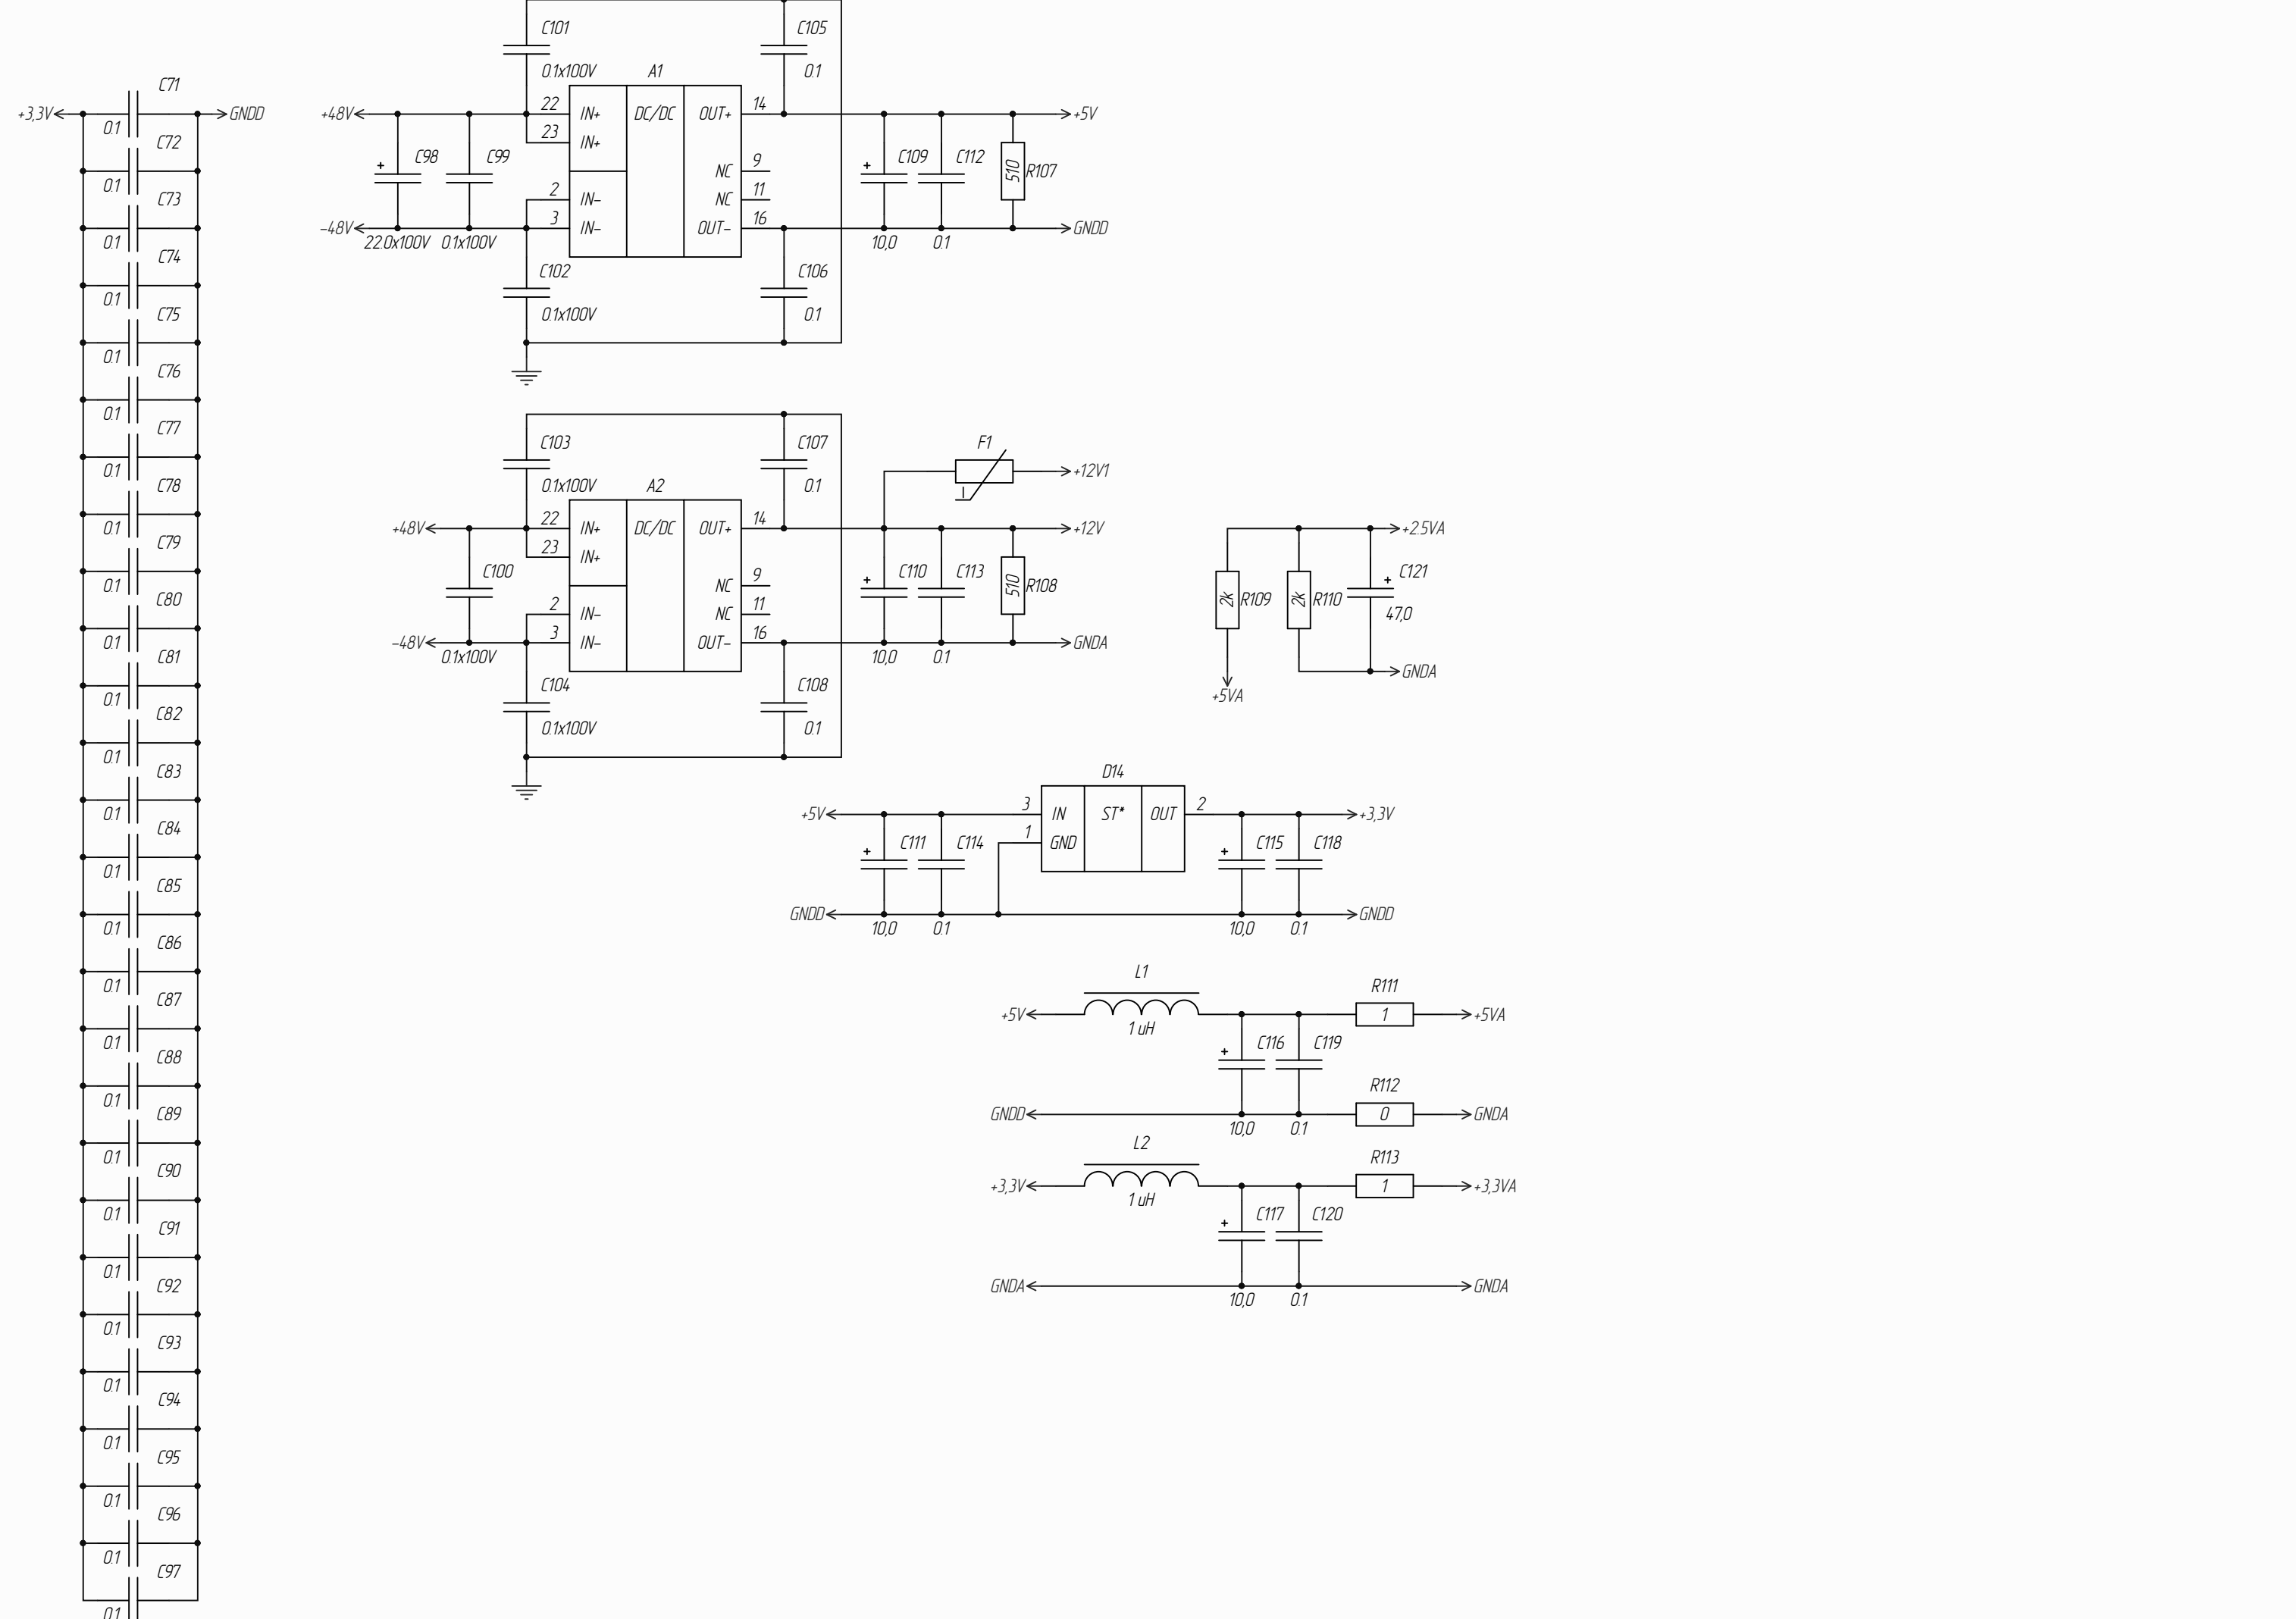 +3,3V
GNDD
C71
0.1
C72
0.1
C73
0.1
C74
0.1
C75
0.1
C76
0.1
C77
0.1
C78
0.1
C79
0.1
C80
0.1
C81
0.1
C82
0.1
C83
0.1
C84
0.1
C85
0.1
C86
0.1
C87
0.1
C88
0.1
C89
0.1
C90
0.1
C91
0.1
C92
0.1
C93
0.1
C94
0.1
C95
0.1
C96
0.1
C97
0.1
C101
0.1x100V
A1
C105
0.1
+48V
22
IN+
DC/DC
OUT+
14
+5V
23
IN+
+
C98
C99
NC
9
+
C109
C112
510
R107
2
IN-
NC
11
-48V
3
IN-
OUT-
16
GNDD
22.0x100V
0.1x100V
10,0
0.1
C102
0.1x100V
C106
0.1
C103
0.1x100V
A2
C107
0.1
F1
I
+12V1
+48V
22
IN+
DC/DC
OUT+
14
+12V
23
IN+
C100
NC
9
+
C110
C113
510
R108
2
IN-
NC
11
-48V
3
IN-
OUT-
16
GNDA
0.1x100V
10,0
0.1
C104
0.1x100V
C108
0.1
+2.5VA
2k
R109
2k
R110
+
C121
47,0
GNDA
+5VA
D14
+5V
3
IN
ST*
OUT
2
+3,3V
1
GND
+
C111
C114
+
C115
C118
GNDD
GNDD
10,0
0.1
10,0
0.1
L1
R111
+5V
1 uH
1
+5VA
+
C116
C119
R112
GNDD
0
GNDA
10,0
0.1
L2
R113
+3,3V
1 uH
1
+3,3VA
+
C117
C120
GNDA
GNDA
10,0
0.1